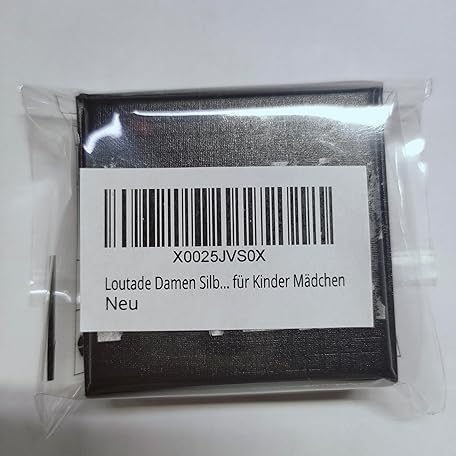 X0025JVS0X
Loutade Damen Silb... für Kinder Mädchen
Neu